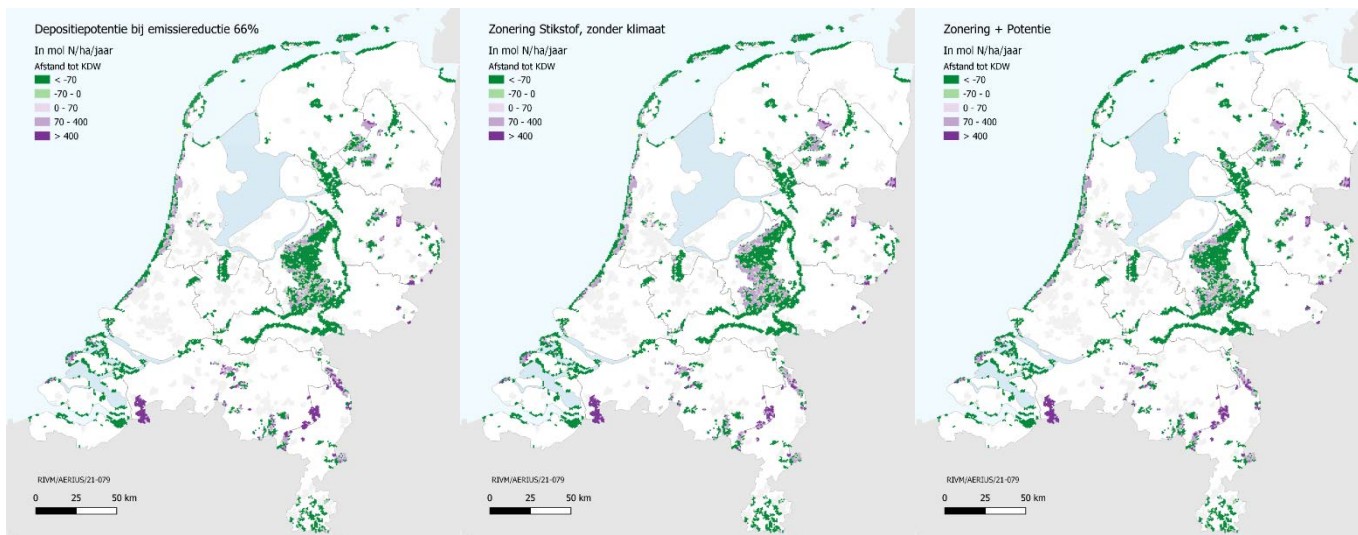 Depositiepotentie bij emissiereductie 66%
In mol N/ha/jaar
Afstand tot KDW
< -70
-70 - 0
0 - 70
70 - 400
> 400
RIVM/AERIUS/21-079
0 25 50 km
Zonering Stikstof, zonder klimaat
In mol N/ha/jaar
Afstand tot KDW
< -70
-70 - 0
0 - 70
70 - 400
> 400
RIVM/AERIUS/21-079
0 25 50 km
Zonering + Potentie
In mol N/ha/jaar
Afstand tot KDW
< -70
-70 - 0
0 - 70
70 - 400
> 400
RIVM/AERIUS/21-079
0 25 50 km